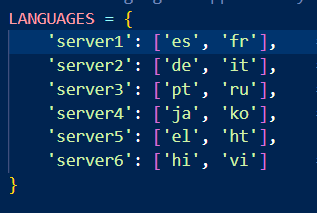 LANGUAGES = {
    'server1': ['es', 'fr'],
    'server2': ['de', 'it'],
    'server3': ['pt', 'ru'],
    'server4': ['ja', 'ko'],
    'server5': ['el', 'ht'],
    'server6': ['hi', 'vi']
}